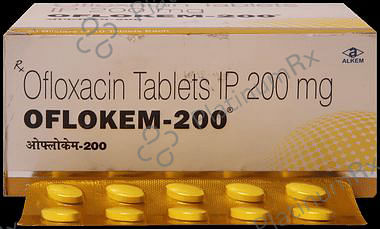 Rx
Ofloxacin Tablets IP 200 mg
ALKEM
OFLOKEM-200®
ओफ्लोकेम-200